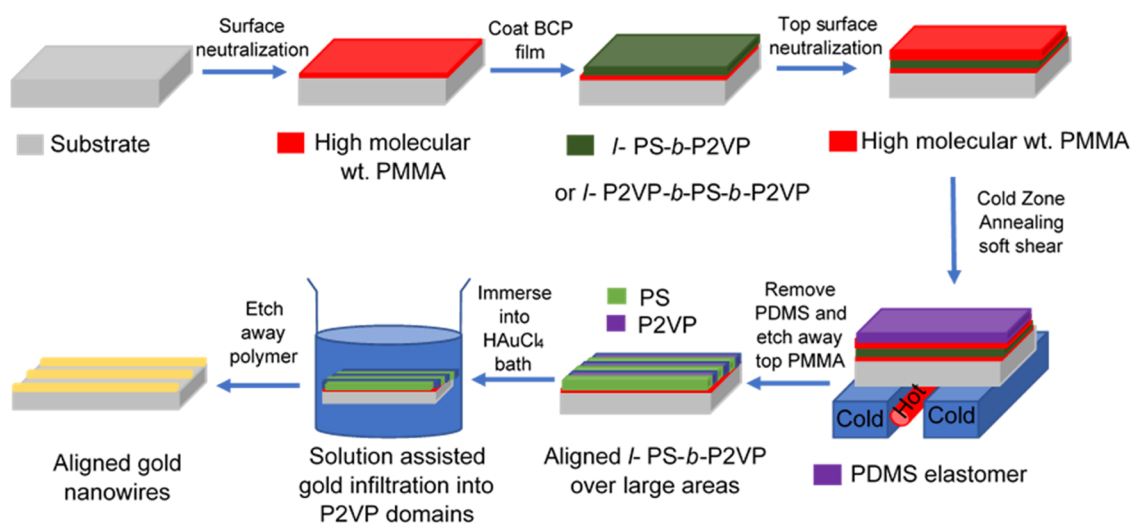 Surface
neutralization
Coat BCP
film
Top surface
neutralization
Substrate
High molecular
wt. PMMA
l- PS-b-P2VP
or l- P2VP-b-PS-b-P2VP
High molecular wt. PMMA
Cold Zone
Annealing
soft shear
Cold
Hot
Cold
PDMS elastomer
Remove
PDMS and
etch away
top PMMA
PS
P2VP
Aligned l- PS-b-P2VP
over large areas
Immerse
into
HAuCl₄
bath
Solution assisted
gold infiltration into
P2VP domains
Etch
away
polymer
Aligned gold
nanowires